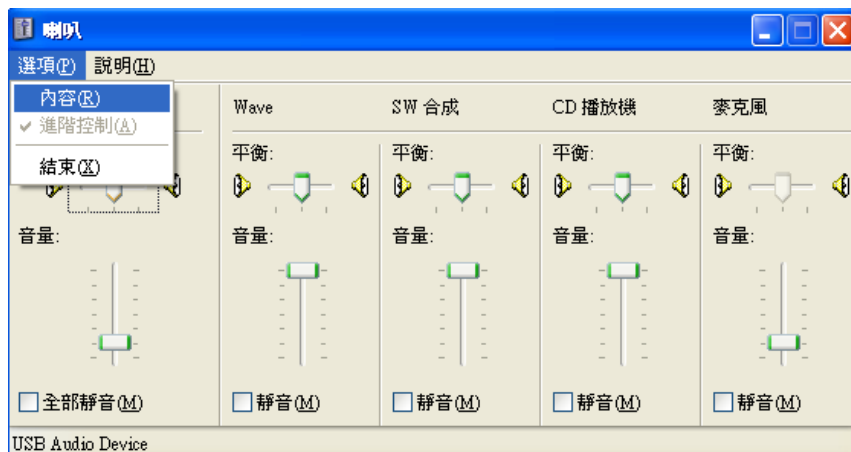 喇叭
選項(P) 說明(H)
內容(R)
進階控制(A)
結束(X)
Wave SW 合成 CD 播放機 麥克風
平衡: 平衡: 平衡: 平衡:
音量: 音量: 音量: 音量: 音量:
全部靜音(M) 靜音(M) 靜音(M) 靜音(M) 靜音(M)
USB Audio Device